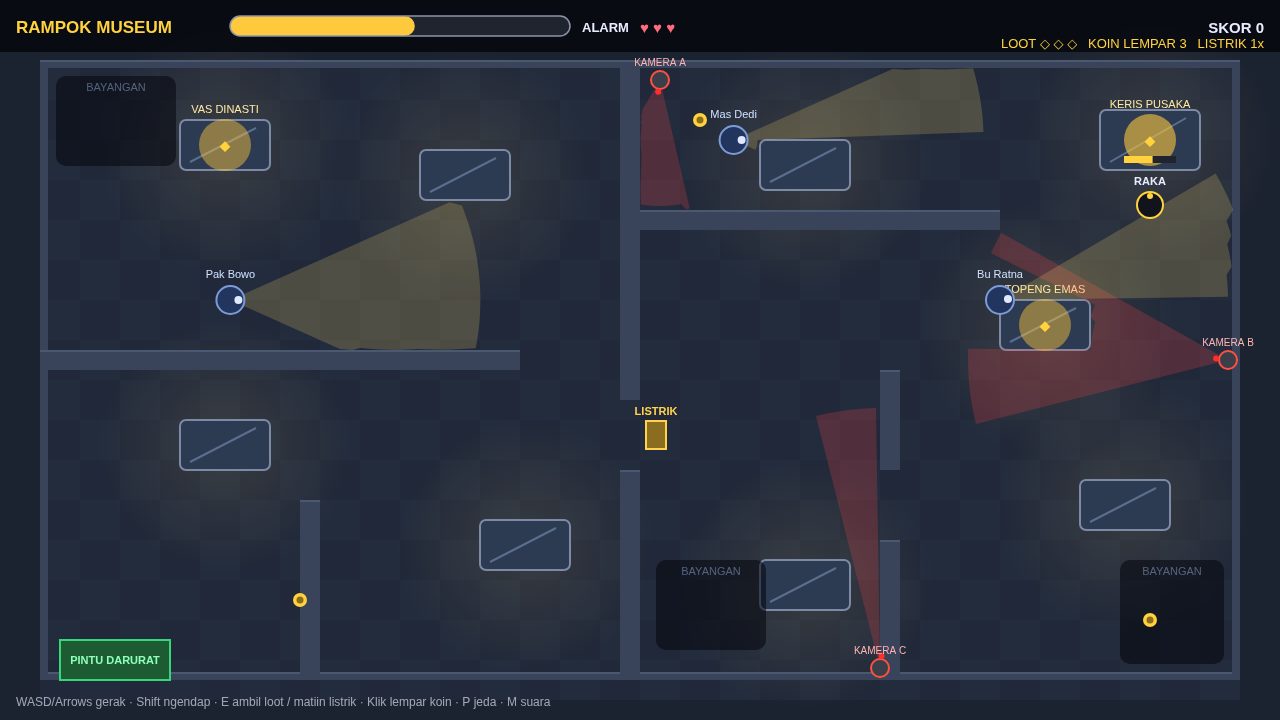 RAMPOK MUSEUM
ALARM ♥ ♥ ♥
SKOR 0
LOOT ◇ ◇ ◇ KOIN LEMPAR 3 LISTRIK 1x
KAMERA A
BAYANGAN
VAS DINASTI
Mas Dedi
KERIS PUSAKA
RAKA
Pak Bowo
Bu Ratna
TOPENG EMAS
KAMERA B
LISTRIK
BAYANGAN
BAYANGAN
KAMERA C
PINTU DARURAT
WASD/Arrows gerak · Shift ngendap · E ambil loot / matiin listrik · Klik lempar koin · P jeda · M suara